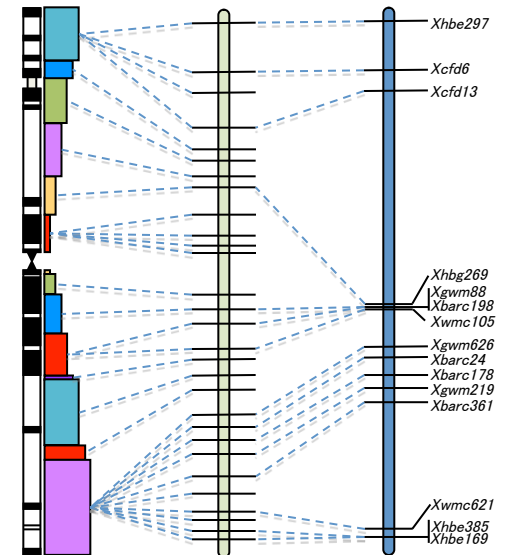 Xhbe297
Xcfd6
Xcfd13
Xhbg269
Xgwm88
Xbarc198
Xwmc105
Xgwm626
Xbarc24
Xbarc178
Xgwm219
Xbarc361
Xwmc621
Xhbe385
Xhbe169